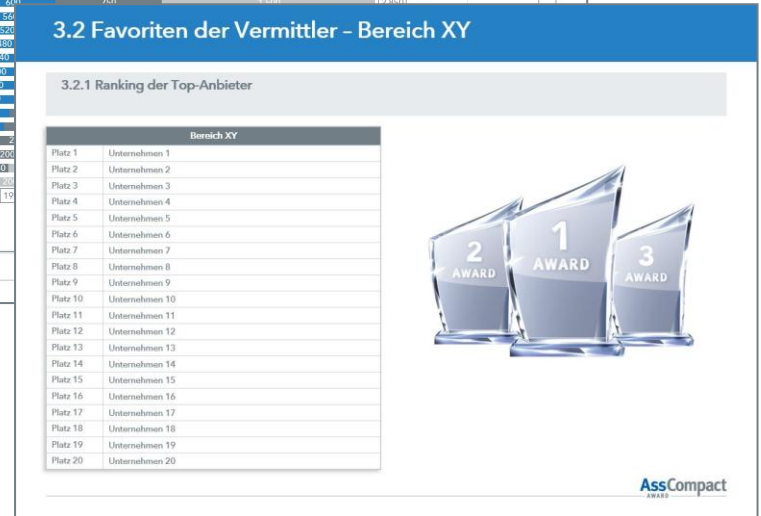 3.2 Favoriten der Vermittler – Bereich XY
3.2.1 Ranking der Top-Anbieter
Bereich XY
Platz 1 Unternehmen 1
Platz 2 Unternehmen 2
Platz 3 Unternehmen 3
Platz 4 Unternehmen 4
Platz 5 Unternehmen 5
Platz 6 Unternehmen 6
Platz 7 Unternehmen 7
Platz 8 Unternehmen 8
Platz 9 Unternehmen 9
Platz 10 Unternehmen 10
Platz 11 Unternehmen 11
Platz 12 Unternehmen 12
Platz 13 Unternehmen 13
Platz 14 Unternehmen 14
Platz 15 Unternehmen 15
Platz 16 Unternehmen 16
Platz 17 Unternehmen 17
Platz 18 Unternehmen 18
Platz 19 Unternehmen 19
Platz 20 Unternehmen 20
2
AWARD
1
AWARD
3
AWARD
AssCompact
AWARD